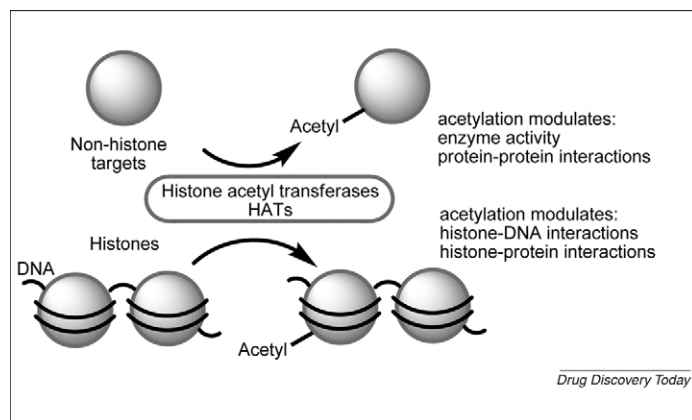 Non-histone
targets
Acetyl
acetylation modulates:
enzyme activity
protein-protein interactions
Histone acetyl transferases
HATs
Histones
DNA
Acetyl
acetylation modulates:
histone-DNA interactions
histone-protein interactions
Drug Discovery Today